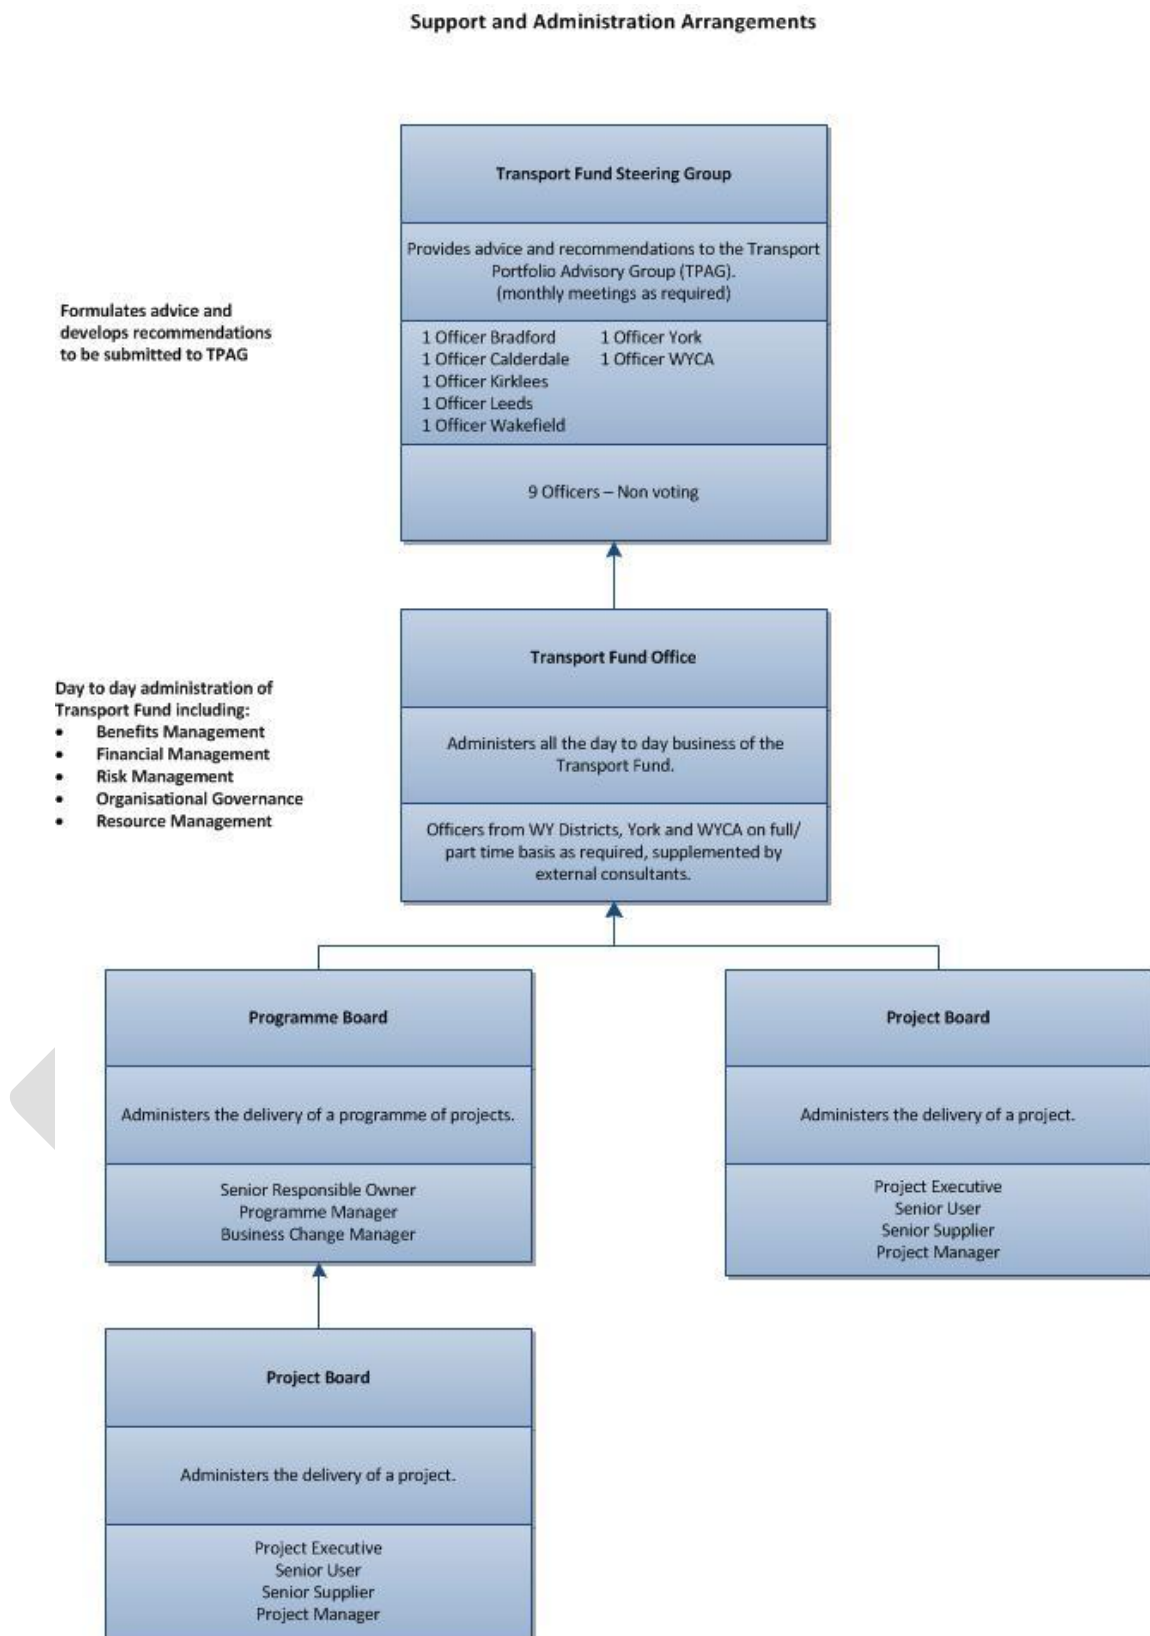 Support and Administration Arrangements
Transport Fund Steering Group
Provides advice and recommendations to the Transport
Portfolio Advisory Group (TPAG).
(monthly meetings as required)
Formulates advice and
develops recommendations
to be submitted to TPAG
1 Officer Bradford
1 Officer Calderdale
1 Officer Kirklees
1 Officer Leeds
1 Officer Wakefield
1 Officer York
1 Officer WYCA
9 Officers – Non voting
Transport Fund Office
Day to day administration of
Transport Fund including:
• Benefits Management
• Financial Management
• Risk Management
• Organisational Governance
• Resource Management
Administers all the day to day business of the
Transport Fund.
Officers from WY Districts, York and WYCA on full/
part time basis as required, supplemented by
external consultants.
Programme Board
Administers the delivery of a programme of projects.
Senior Responsible Owner
Programme Manager
Business Change Manager
Project Board
Administers the delivery of a project.
Project Executive
Senior User
Senior Supplier
Project Manager
Project Board
Administers the delivery of a project.
Project Executive
Senior User
Senior Supplier
Project Manager